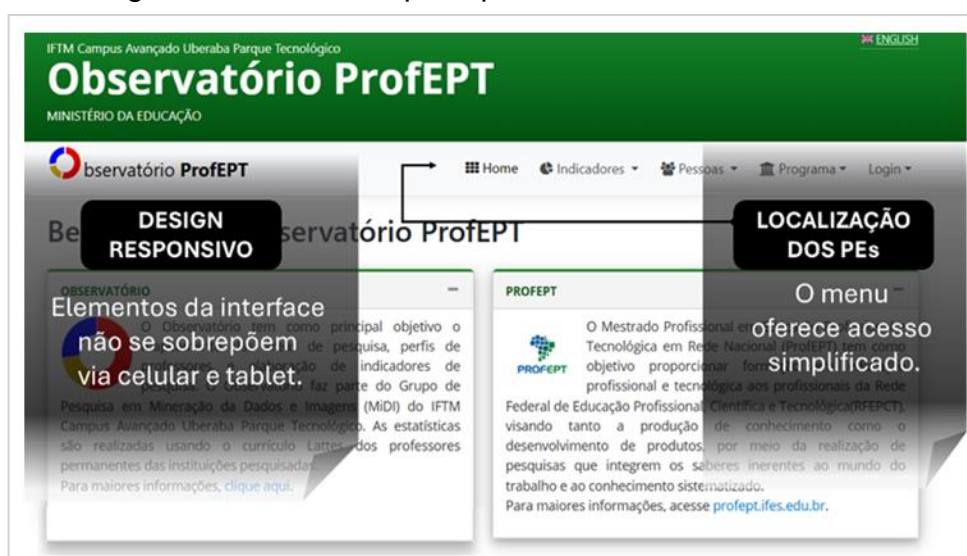 IFTM Campus Avançado Uberaba Parque Tecnológico
ENGLISH
Observatório ProfEPT
MINISTÉRIO DA EDUCAÇÃO
bservatório ProfEPT
Home Indicadores Pessoas Programa Login
Be servatório ProfEPT
DESIGN
RESPONSIVO
Elementos da interface
não se sobrepõem
via celular e tablet.
LOCALIZAÇÃO
DOS PEs
O menu
oferece acesso
simplificado.
OBSERVATÓRIO
O Observatório tem como principal objetivo o
de pesquisa, perfis de
professores elaboração de indicadores de
pesquisa. O Observatório faz parte do Grupo de
Pesquisa em Mineração da Dados e Imagens (MiDI) do IFTM
Campus Avançado Uberaba Parque Tecnológico. As estatísticas
são realizadas usando o currículo Lattes dos professores
permanentes das instituições pesquisadas.
Para maiores informações, clique aqui.
PROFEPT
PROFEPT
O Mestrado Profissional em
Tecnológica em Rede Nacional (ProfEPT) tem como
objetivo proporcionar
profissional e tecnológica aos profissionais da Rede
Federal de Educação Profissional, Científica e Tecnológica(RFEPCT),
visando tanto a produção de conhecimento como o
desenvolvimento de produtos, por meio da realização de
pesquisas que integrem os saberes inerentes ao mundo do
trabalho e ao conhecimento sistematizado.
Para maiores informações, acesse profept.ifes.edu.br.